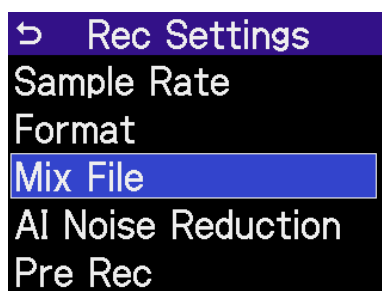 Rec Settings
Sample Rate
Format
Mix File
AI Noise Reduction
Pre Rec